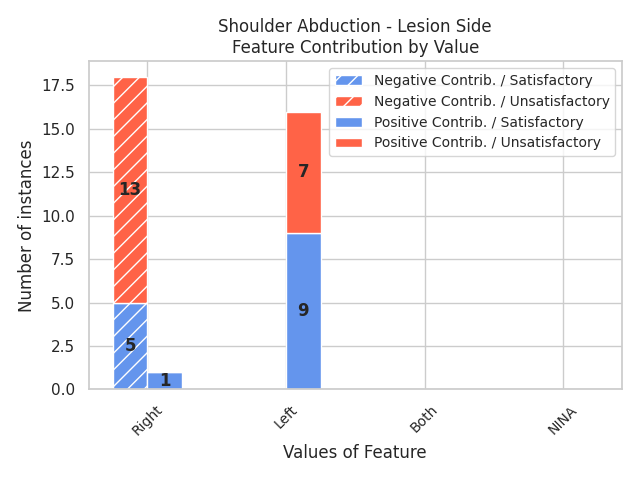 Shoulder Abduction - Lesion Side
Feature Contribution by Value
Number of instances
17.5
15.0
12.5
10.0
7.5
5.0
2.5
0.0
Negative Contrib. / Satisfactory
Negative Contrib. / Unsatisfactory
Positive Contrib. / Satisfactory
Positive Contrib. / Unsatisfactory
13
5
1
7
9
Right
Left
Both
NINA
Values of Feature